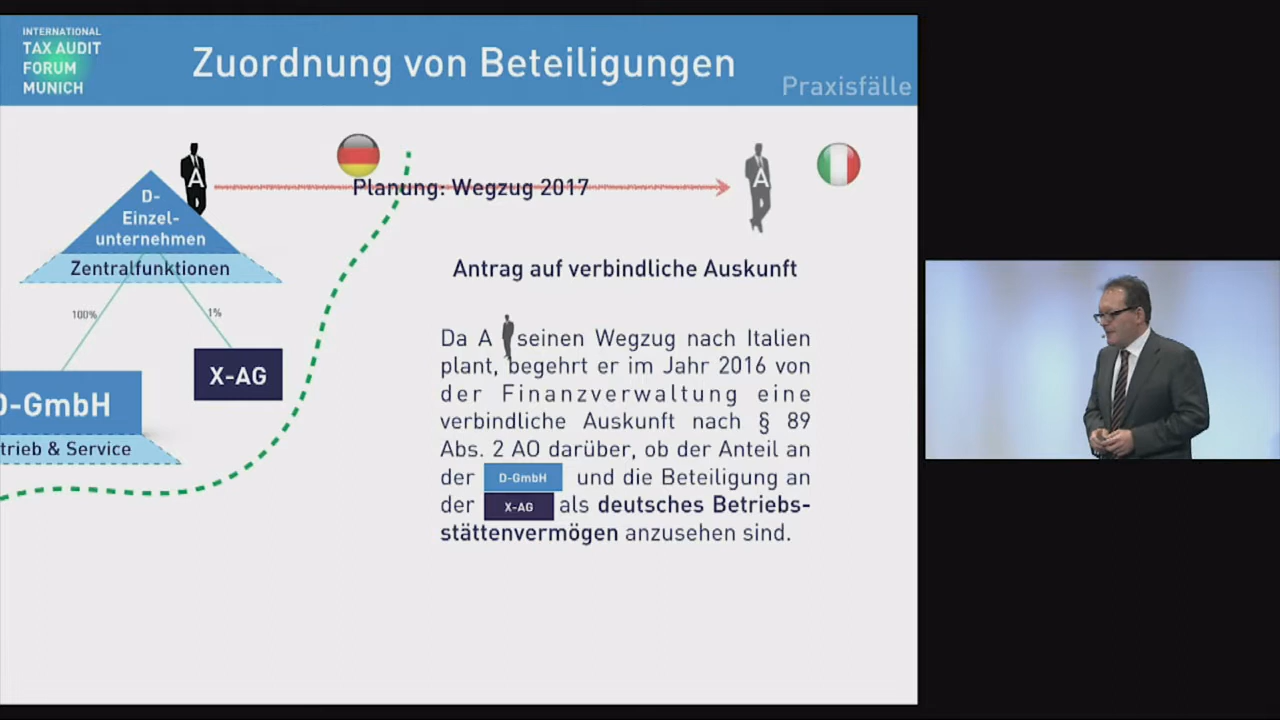 INTERNATIONAL
TAX AUDIT
FORUM
MUNICH
Zuordnung von Beteiligungen
Praxisfälle
A
Planung: Wegzug 2017
A
D-
Einzel-
unternehmen
Zentralfunktionen
100%
1%
X-AG
D-GmbH
trieb & Service
Antrag auf verbindliche Auskunft
Da A seinen Wegzug nach Italien
plant, begehrt er im Jahr 2016 von
der Finanzverwaltung eine
verbindliche Auskunft nach § 89
Abs. 2 AO darüber, ob der Anteil an
der D-GmbH und die Beteiligung an
der X-AG als deutsches Betriebs-
stättenvermögen anzusehen sind.